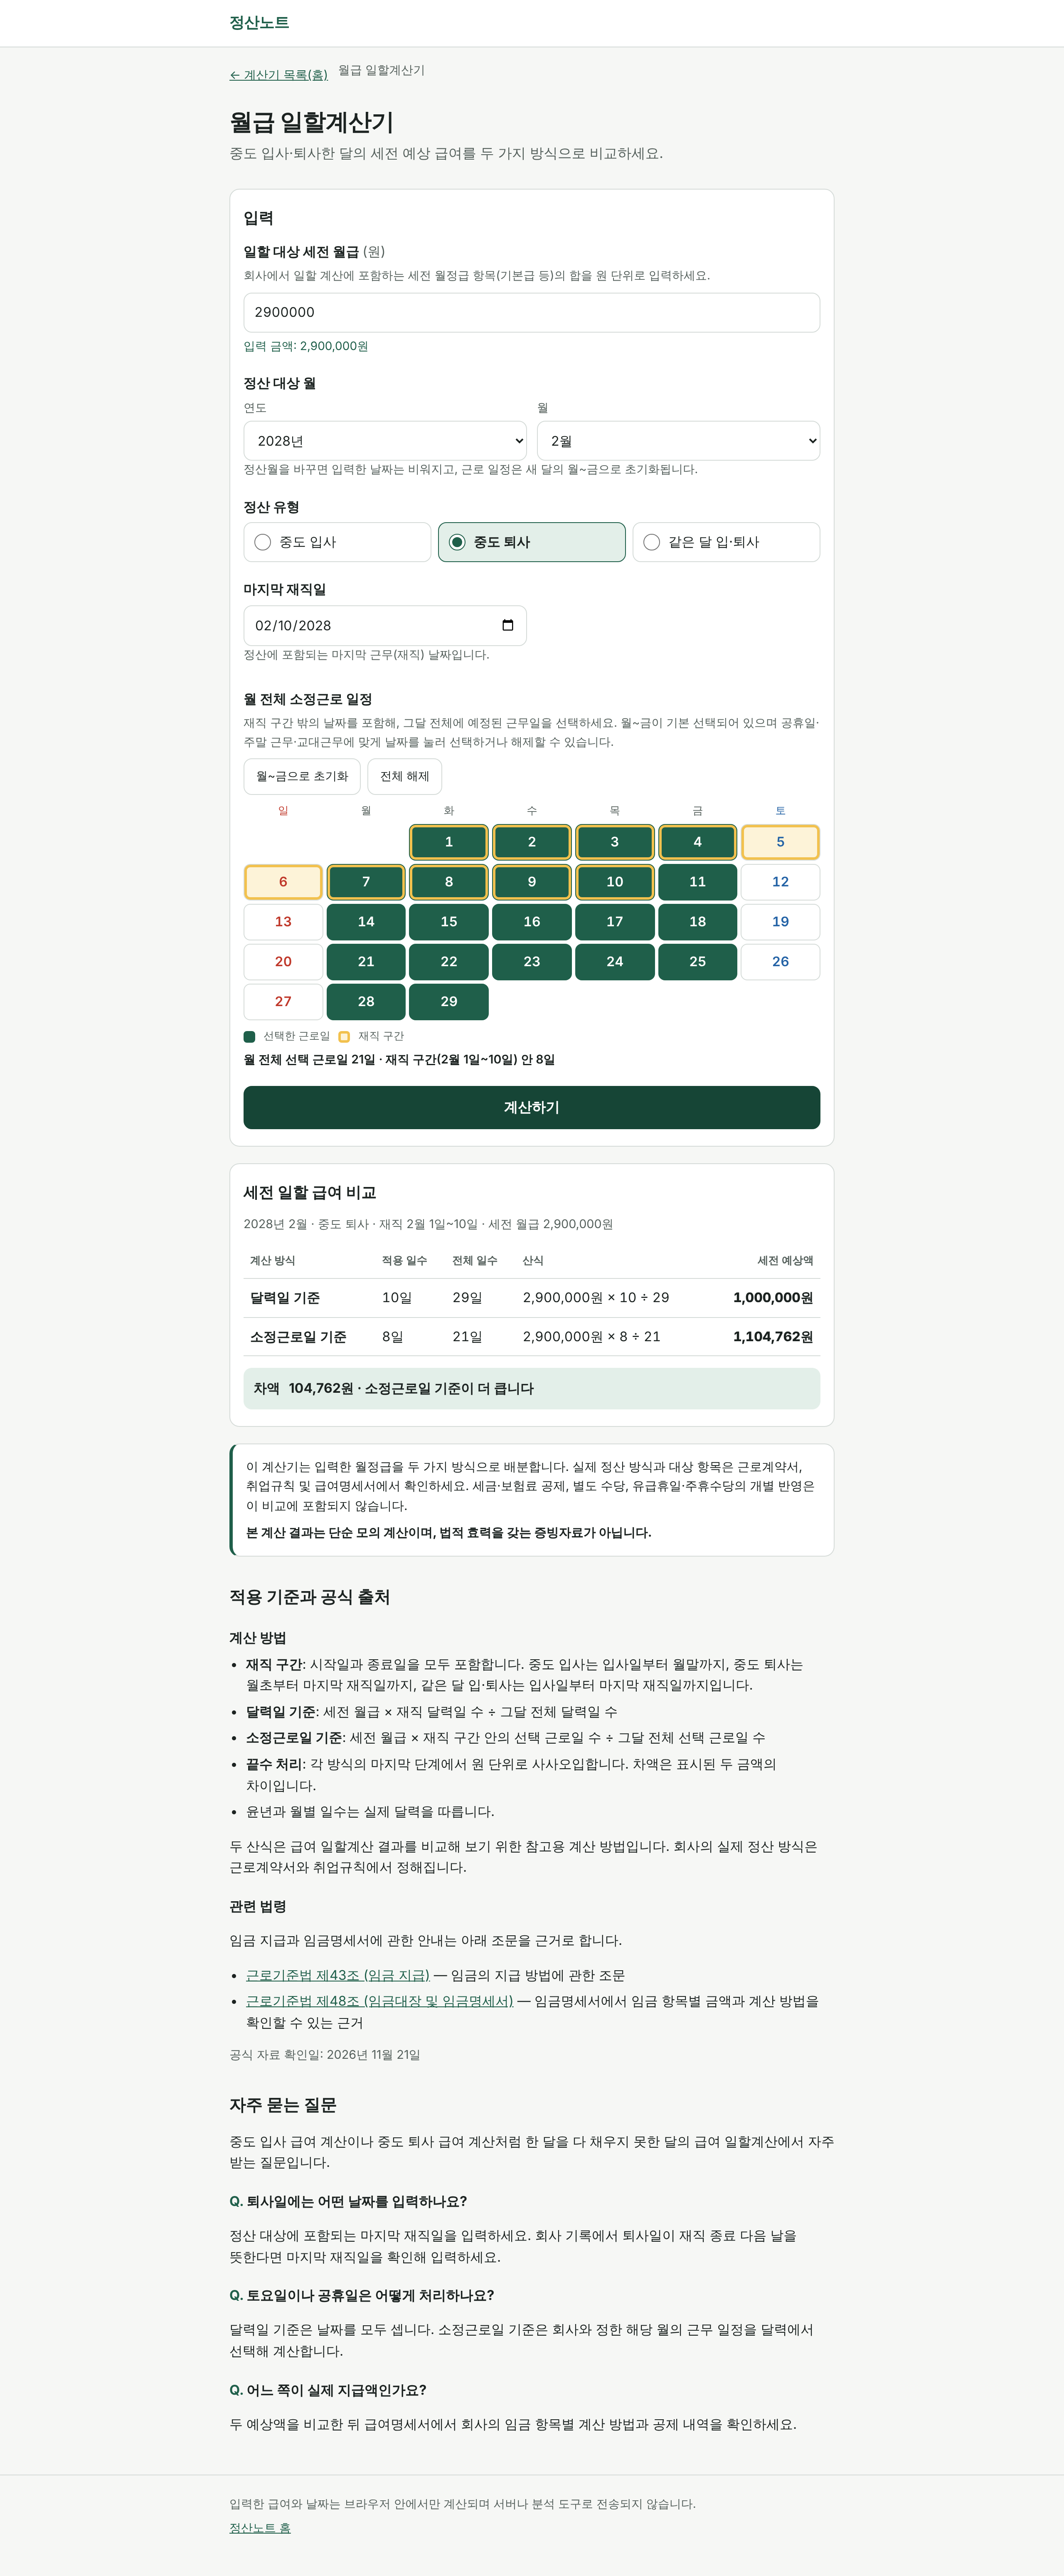 정산노트
← 계산기 목록(홈) 월급 일할계산기
월급 일할계산기
중도 입사·퇴사한 달의 세전 예상 급여를 두 가지 방식으로 비교하세요.
입력
일할 대상 세전 월급 (원)
회사에서 일할 계산에 포함하는 세전 월정급 항목(기본급 등)의 합을 원 단위로 입력하세요.
2900000
입력 금액: 2,900,000원
정산 대상 월
연도 월
2028년 2월
정산월을 바꾸면 입력한 날짜는 비워지고, 근로 일정은 새 달의 월~금으로 초기화됩니다.
정산 유형
중도 입사 중도 퇴사 같은 달 입·퇴사
마지막 재직일
02/10/2028
정산에 포함되는 마지막 근무(재직) 날짜입니다.
월 전체 소정근로 일정
재직 구간 밖의 날짜를 포함해, 그달 전체에 예정된 근무일을 선택하세요. 월~금이 기본 선택되어 있으며 공휴일·
주말 근무·교대근무에 맞게 날짜를 눌러 선택하거나 해제할 수 있습니다.
월~금으로 초기화 전체 해제
일 월 화 수 목 금 토
1 2 3 4 5
6 7 8 9 10 11 12
13 14 15 16 17 18 19
20 21 22 23 24 25 26
27 28 29
선택한 근로일 재직 구간
월 전체 선택 근로일 21일 · 재직 구간(2월 1일~10일) 안 8일
계산하기
세전 일할 급여 비교
2028년 2월 · 중도 퇴사 · 재직 2월 1일~10일 · 세전 월급 2,900,000원
계산 방식 적용 일수 전체 일수 산식 세전 예상액
달력일 기준 10일 29일 2,900,000원 × 10 ÷ 29 1,000,000원
소정근로일 기준 8일 21일 2,900,000원 × 8 ÷ 21 1,104,762원
차액 104,762원 · 소정근로일 기준이 더 큽니다
이 계산기는 입력한 월정급을 두 가지 방식으로 배분합니다. 실제 정산 방식과 대상 항목은 근로계약서,
취업규칙 및 급여명세서에서 확인하세요. 세금·보험료 공제, 별도 수당, 유급휴일·주휴수당의 개별 반영은
이 비교에 포함되지 않습니다.
본 계산 결과는 단순 모의 계산이며, 법적 효력을 갖는 증빙자료가 아닙니다.
적용 기준과 공식 출처
계산 방법
• 재직 구간: 시작일과 종료일을 모두 포함합니다. 중도 입사는 입사일부터 월말까지, 중도 퇴사는
월초부터 마지막 재직일까지, 같은 달 입·퇴사는 입사일부터 마지막 재직일까지입니다.
• 달력일 기준: 세전 월급 × 재직 달력일 수 ÷ 그달 전체 달력일 수
• 소정근로일 기준: 세전 월급 × 재직 구간 안의 선택 근로일 수 ÷ 그달 전체 선택 근로일 수
• 끝수 처리: 각 방식의 마지막 단계에서 원 단위로 사사오입합니다. 차액은 표시된 두 금액의
차이입니다.
• 윤년과 월별 일수는 실제 달력을 따릅니다.
두 산식은 급여 일할계산 결과를 비교해 보기 위한 참고용 계산 방법입니다. 회사의 실제 정산 방식은
근로계약서와 취업규칙에서 정해집니다.
관련 법령
임금 지급과 임금명세서에 관한 안내는 아래 조문을 근거로 합니다.
• 근로기준법 제43조 (임금 지급) — 임금의 지급 방법에 관한 조문
• 근로기준법 제48조 (임금대장 및 임금명세서) — 임금명세서에서 임금 항목별 금액과 계산 방법을
확인할 수 있는 근거
공식 자료 확인일: 2026년 11월 21일
자주 묻는 질문
중도 입사 급여 계산이나 중도 퇴사 급여 계산처럼 한 달을 다 채우지 못한 달의 급여 일할계산에서 자주
받는 질문입니다.
Q. 퇴사일에는 어떤 날짜를 입력하나요?
정산 대상에 포함되는 마지막 재직일을 입력하세요. 회사 기록에서 퇴사일이 재직 종료 다음 날을
뜻한다면 마지막 재직일을 확인해 입력하세요.
Q. 토요일이나 공휴일은 어떻게 처리하나요?
달력일 기준은 날짜를 모두 셉니다. 소정근로일 기준은 회사와 정한 해당 월의 근무 일정을 달력에서
선택해 계산합니다.
Q. 어느 쪽이 실제 지급액인가요?
두 예상액을 비교한 뒤 급여명세서에서 회사의 임금 항목별 계산 방법과 공제 내역을 확인하세요.
입력한 급여와 날짜는 브라우저 안에서만 계산되며 서버나 분석 도구로 전송되지 않습니다.
정산노트 홈